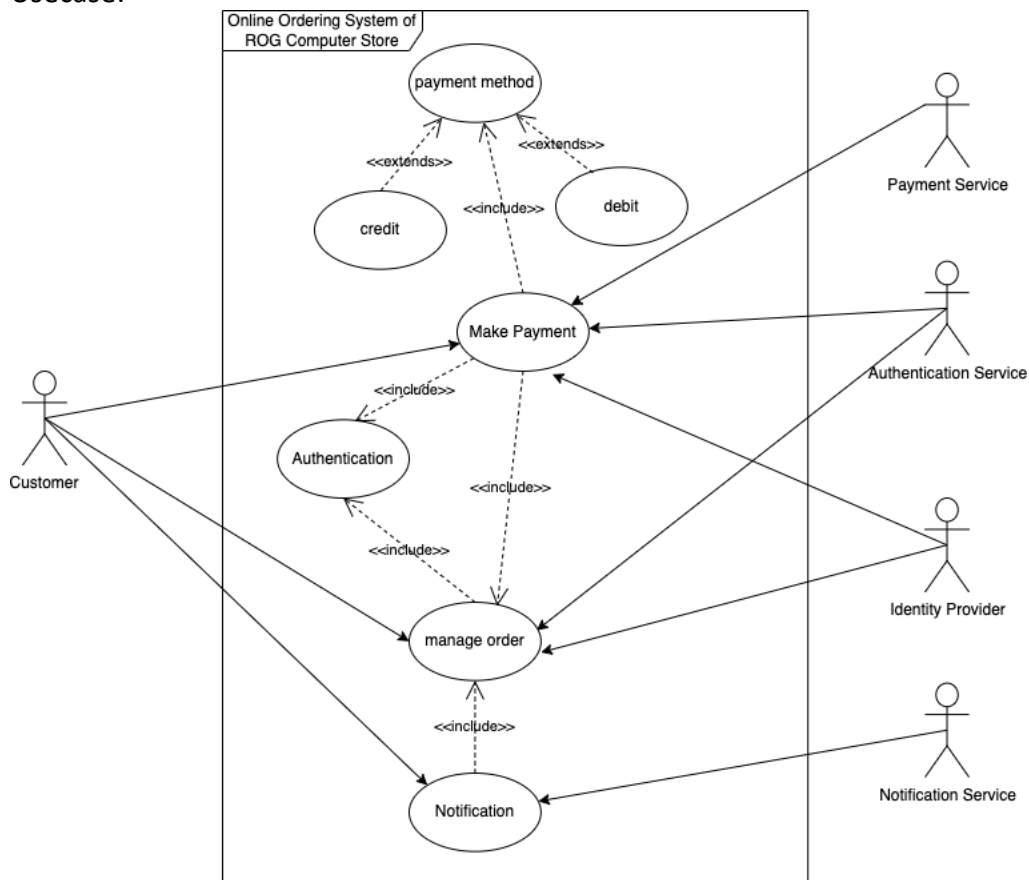 Usecase:
Online Ordering System of
ROG Computer Store
payment method
<<extends>>
<<extends>>
Payment Service
credit
<<include>>
debit
Make Payment
Authentication Service
<<include>>
Authentication
<<include>>
Customer
<<include>>
Identity Provider
manage order
<<include>>
Notification
Notification Service